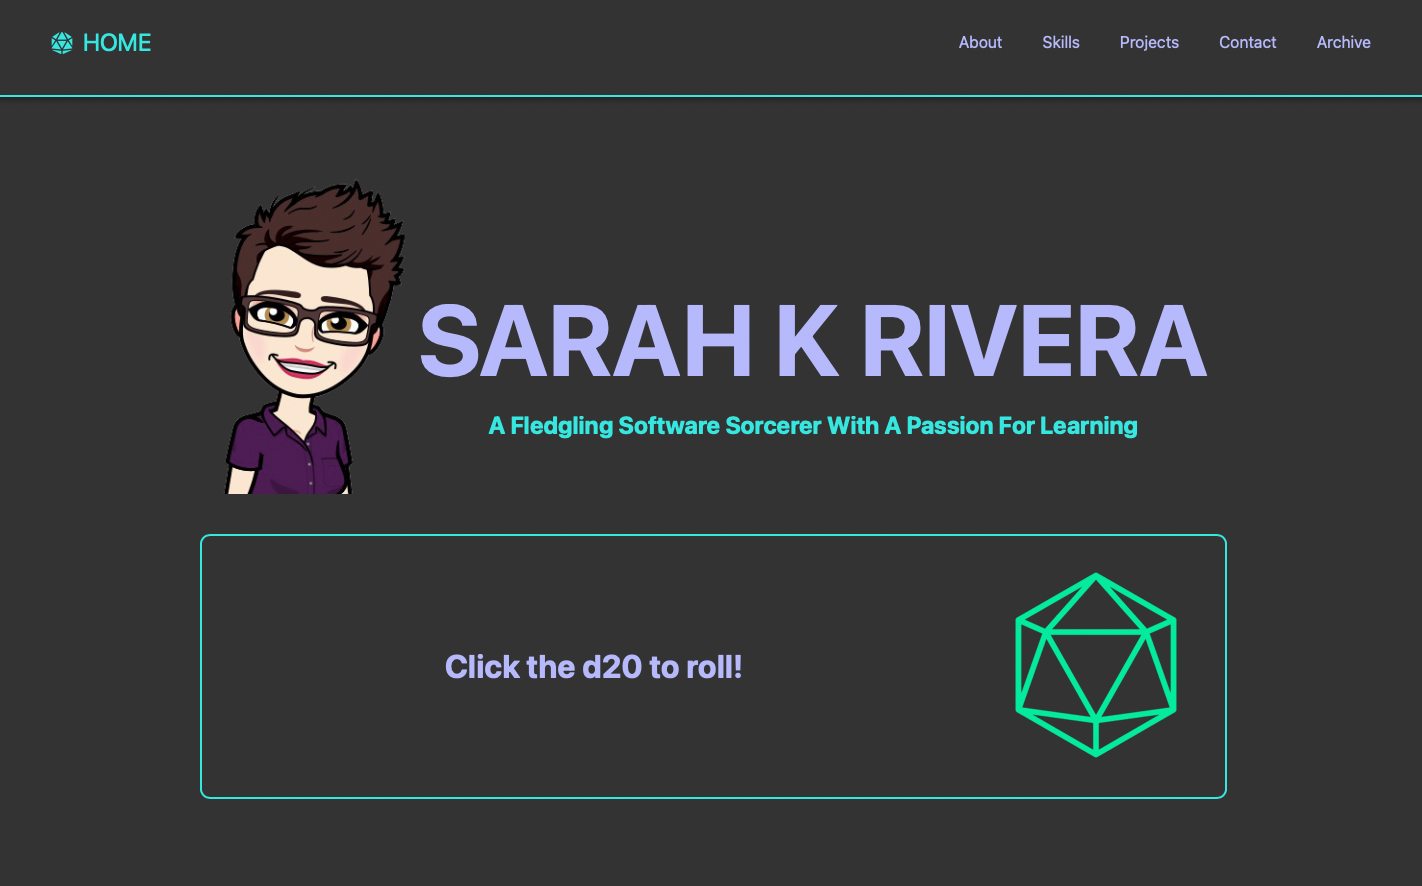 HOME
About
Skills
Projects
Contact
Archive
SARAH K RIVERA
A Fledgling Software Sorcerer With A Passion For Learning
Click the d20 to roll!